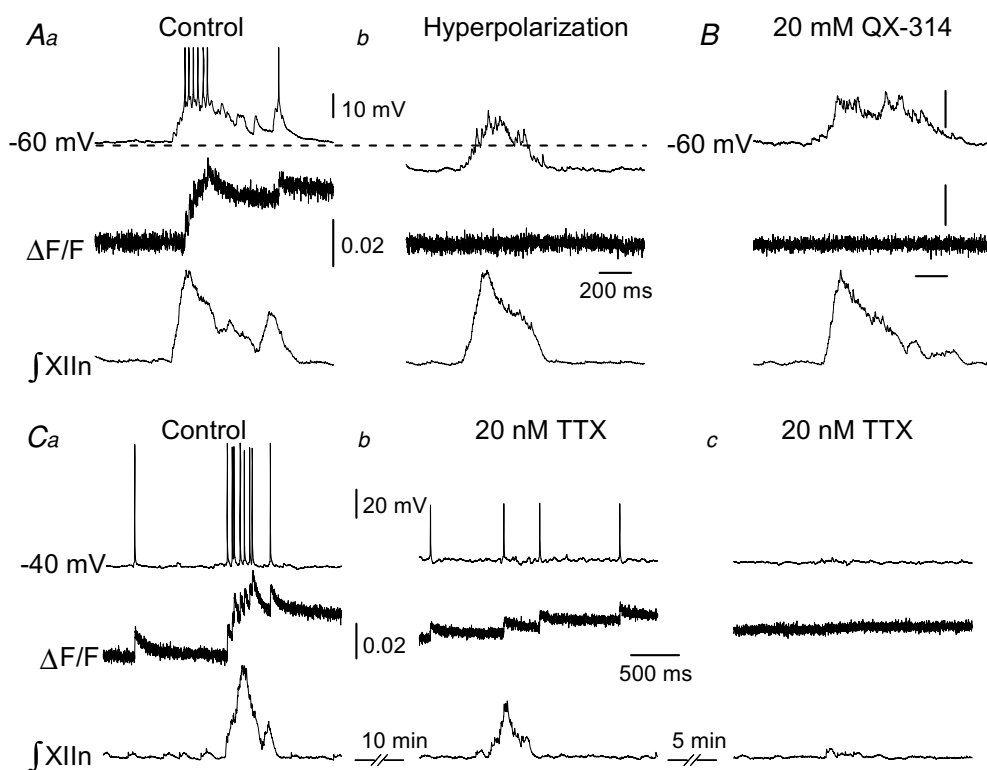 Aa Control b Hyperpolarization B 20 mM QX-314
10 mV
-60 mV -60 mV
ΔF/F 0.02
200 ms
∫XIIn
Ca Control b 20 nM TTX c 20 nM TTX
20 mV
-40 mV
ΔF/F 0.02
500 ms
∫XIIn 10 min 5 min